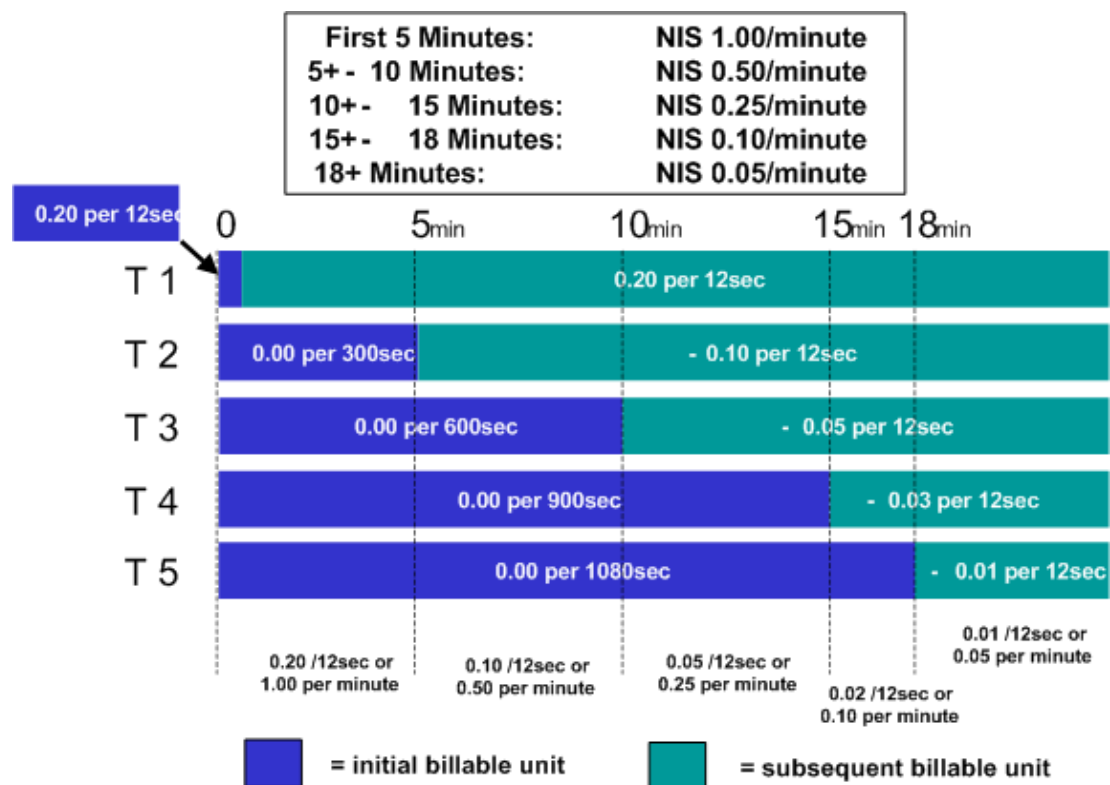 First 5 Minutes: NIS 1.00/minute
5+ - 10 Minutes: NIS 0.50/minute
10+ - 15 Minutes: NIS 0.25/minute
15+- 18 Minutes: NIS 0.10/minute
18+ Minutes: NIS 0.05/minute
0.20 per 12sec
0 5min 10min 15min 18min
T 1 0.20 per 12sec
T 2 0.00 per 300sec - 0.10 per 12sec
T 3 0.00 per 600sec - 0.05 per 12sec
T 4 0.00 per 900sec - 0.03 per 12sec
T 5 0.00 per 1080sec - 0.01 per 12sec
0.20 /12sec or
1.00 per minute
0.10 /12sec or
0.50 per minute
0.05 /12sec or
0.25 per minute
0.02 /12sec or
0.10 per minute
0.01 /12sec or
0.05 per minute
= initial billable unit
= subsequent billable unit